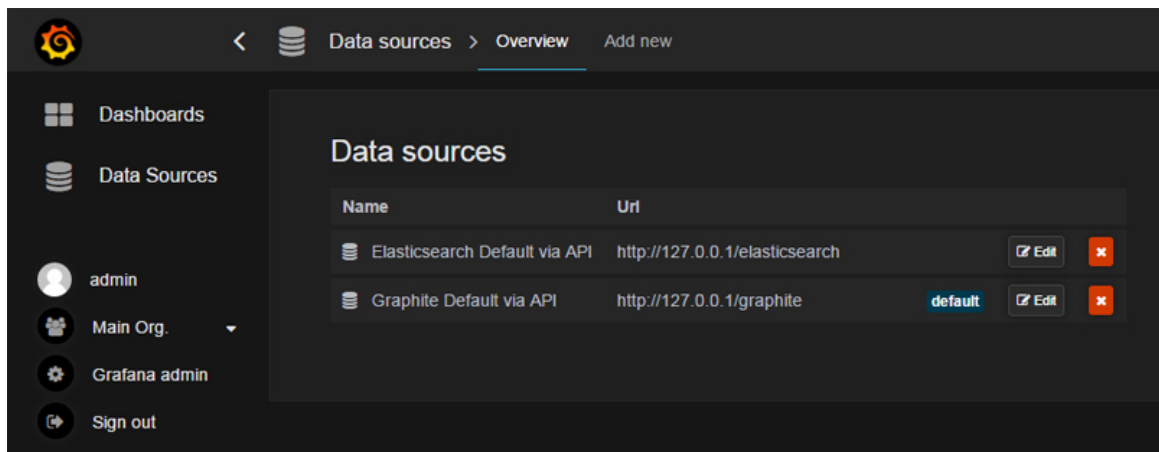 Data sources > Overview Add new
Dashboards
Data Sources
admin
Main Org.
Grafana admin
Sign out
Data sources
Name Url
Elasticsearch Default via API http://127.0.0.1/elasticsearch Edit
Graphite Default via API http://127.0.0.1/graphite default Edit